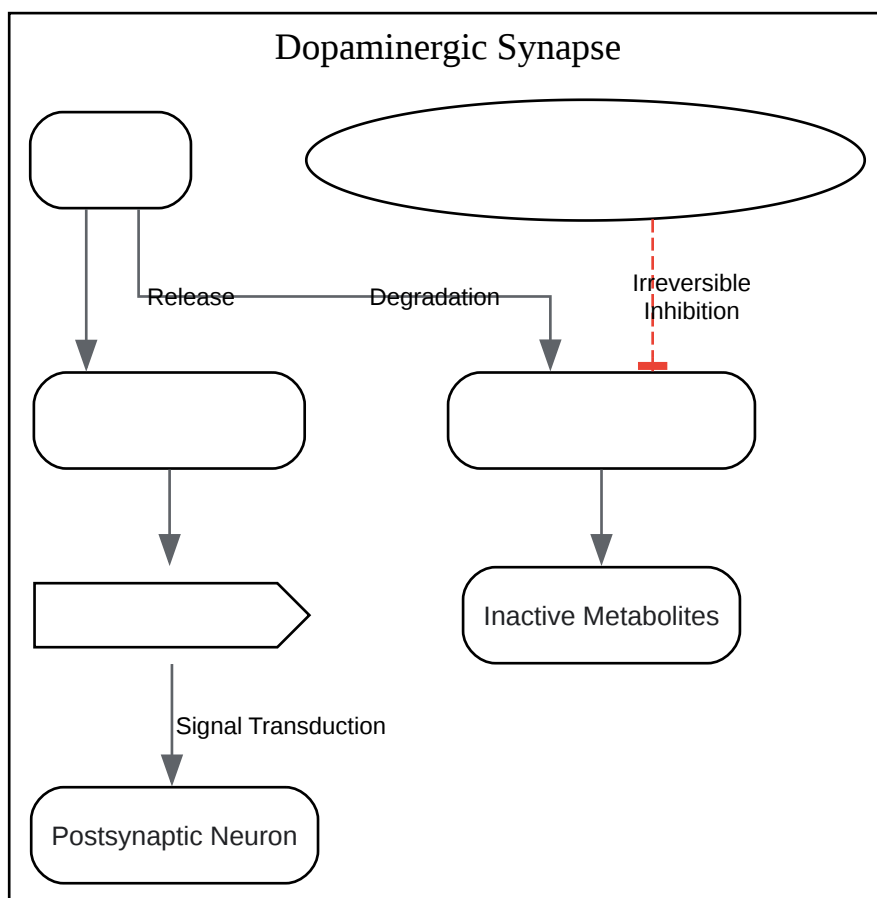 Dopaminergic Synapse
Release
Degradation
Irreversible
Inhibition
Inactive Metabolites
Signal Transduction
Postsynaptic Neuron